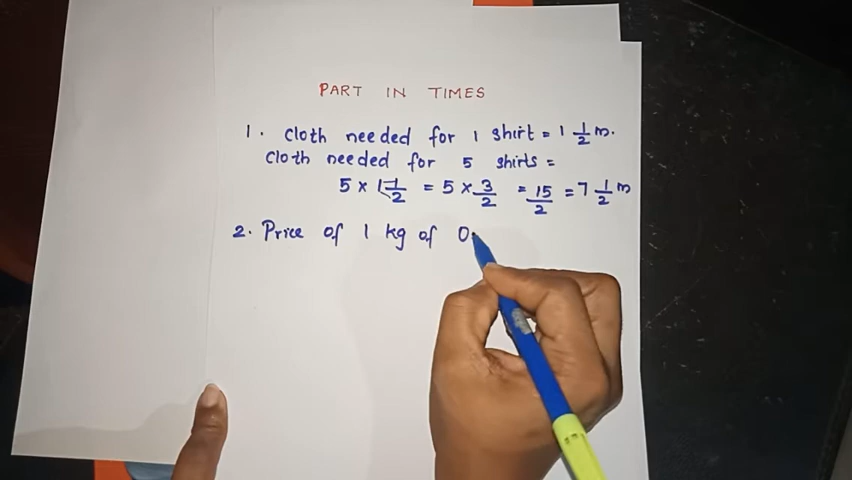 PART IN TIMES
1. Cloth needed for 1 shirt = 1 1/2 m.
Cloth needed for 5 shirts =
5 × 1 1/2 = 5 × 3/2 = 15/2 = 7 1/2 m
2. Price of 1 kg of O